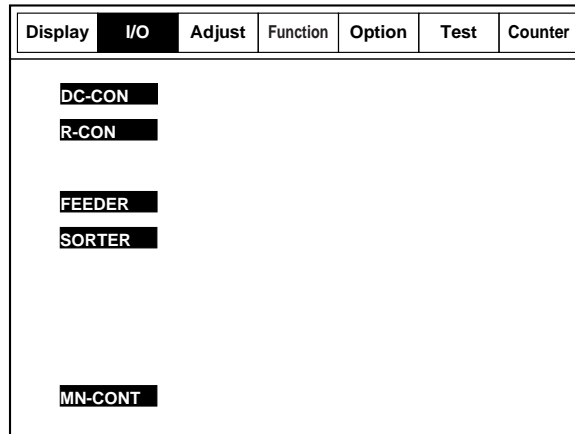 Display I/O Adjust Function Option Test Counter
DC-CON
R-CON
FEEDER
SORTER
MN-CONT